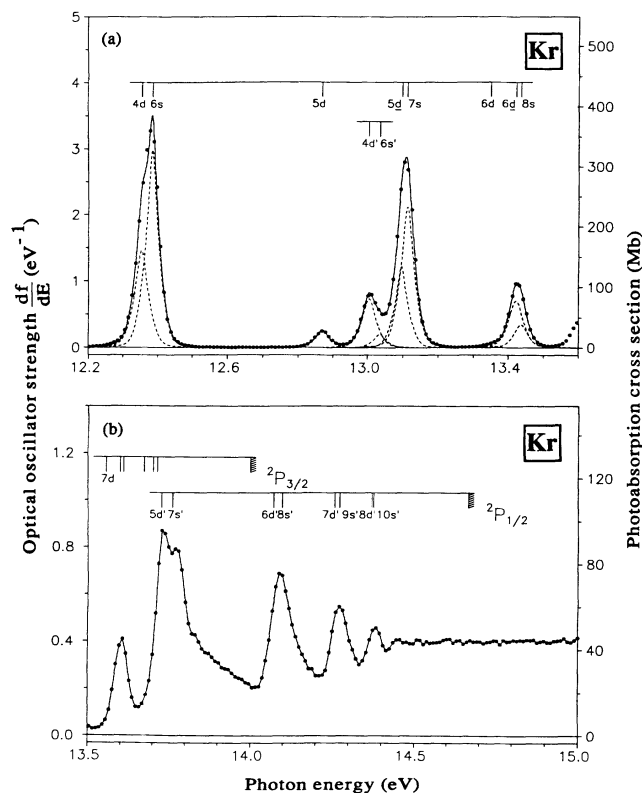 (a)
Kr
5
4
3
2
1
0
500
400
300
200
100
0
4d 6s
5d
5d 7s
6d
6d 8s
4d' 6s'
12.2
12.6
13.0
13.4
Optical oscillator strength df/dE (eV⁻¹)
Photoabsorption cross section (Mb)
(b)
Kr
1.2
0.8
0.4
0.0
120
80
40
0
7d
²P3/2
5d' 7s'
6d'8s'
7d' 9s'8d' 10s'
²P1/2
13.5
14.0
14.5
15.0
Photon energy (eV)